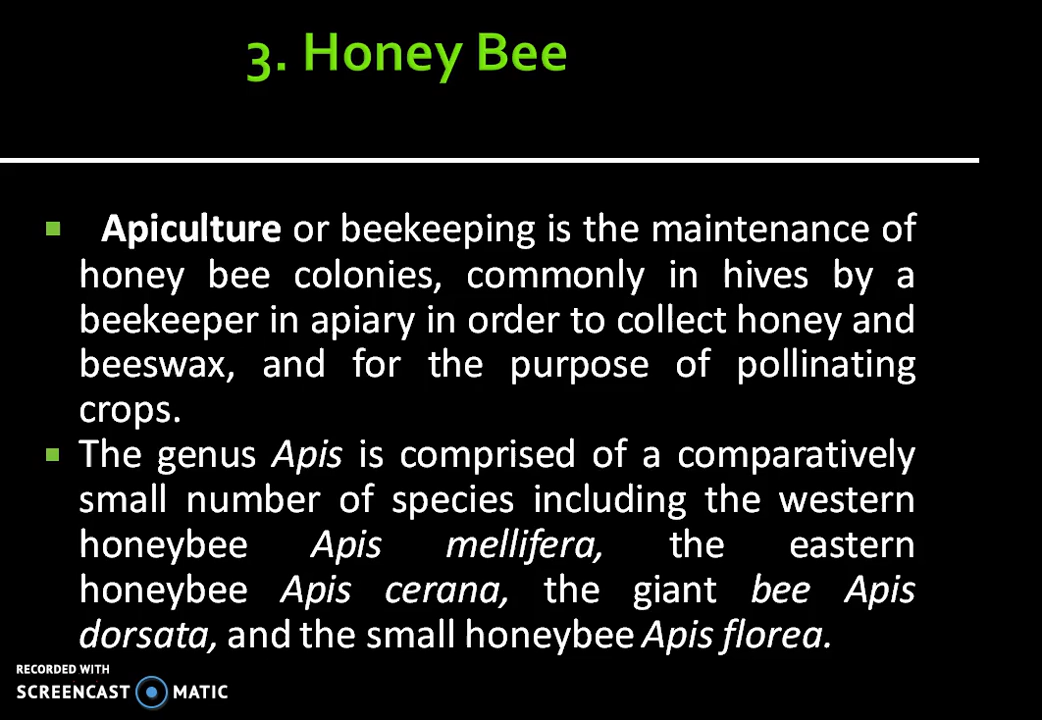 3. Honey Bee
Apiculture or beekeeping is the maintenance of
honey bee colonies, commonly in hives by a
beekeeper in apiary in order to collect honey and
beeswax, and for the purpose of pollinating
crops.
The genus Apis is comprised of a comparatively
small number of species including the western
honeybee Apis mellifera, the eastern
honeybee Apis cerana, the giant bee Apis
dorsata, and the small honeybee Apis florea.
RECORDED WITH
SCREENCAST MATIC